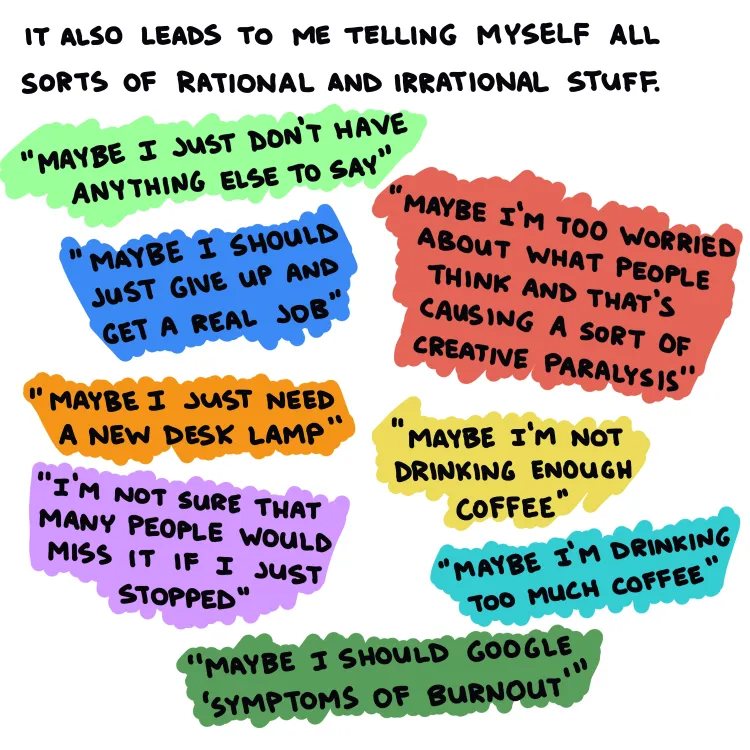 IT ALSO LEADS TO ME TELLING MYSELF ALL
SORTS OF RATIONAL AND IRRATIONAL STUFF.
"MAYBE I JUST DON'T HAVE
ANYTHING ELSE TO SAY"
"MAYBE I'M TOO WORRIED
ABOUT WHAT PEOPLE
THINK AND THAT'S
CAUSING A SORT OF
CREATIVE PARALYSIS"
"MAYBE I SHOULD
JUST GIVE UP AND
GET A REAL JOB"
"MAYBE I JUST NEED
A NEW DESK LAMP"
"MAYBE I'M NOT
DRINKING ENOUGH
COFFEE"
"I'M NOT SURE THAT
MANY PEOPLE WOULD
MISS IT IF I JUST
STOPPED"
"MAYBE I'M DRINKING
TOO MUCH COFFEE"
"MAYBE I SHOULD GOOGLE
'SYMPTOMS OF BURNOUT'"